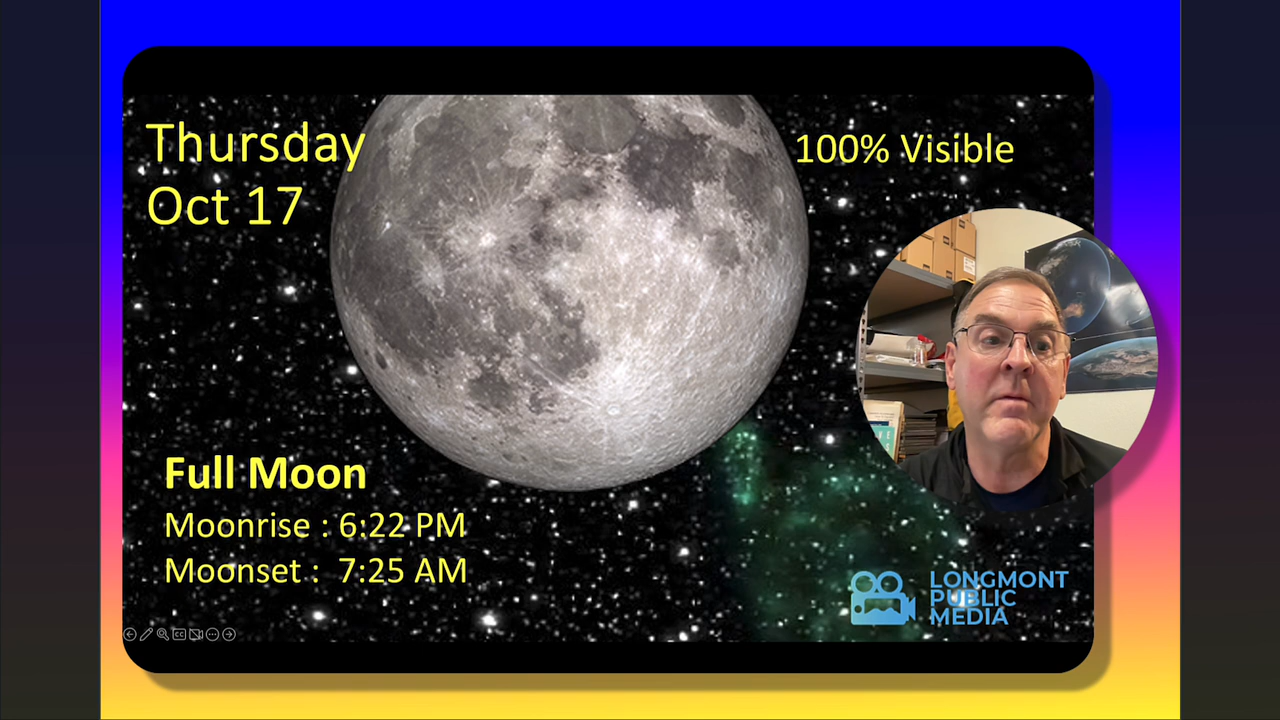 Thursday
Oct 17
100% Visible
Full Moon
Moonrise : 6:22 PM
Moonset :  7:25 AM
LONGMONT
PUBLIC
MEDIA